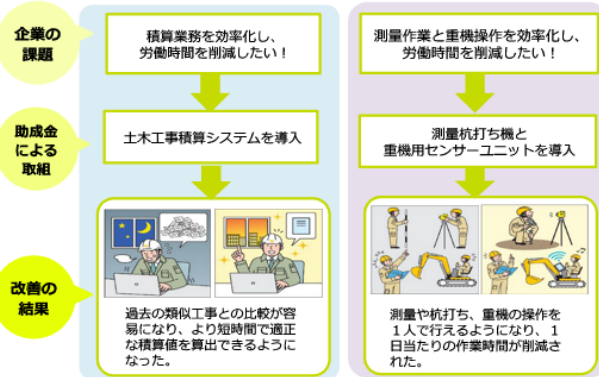 企業の
課題
積算業務を効率化し、
労働時間を削減したい！
測量作業と重機操作を効率化し、
労働時間を削減したい！
助成金
による
取組
土木工事積算システムを導入
測量杭打ち機と
重機用センサーユニットを導入
改善の
結果
過去の類似工事との比較が容
易になり、より短時間で適正
な積算値を算出できるように
なった。
測量や杭打ち、重機の操作を
１人で行えるようになり、１
日当たりの作業時間が削減さ
れた。